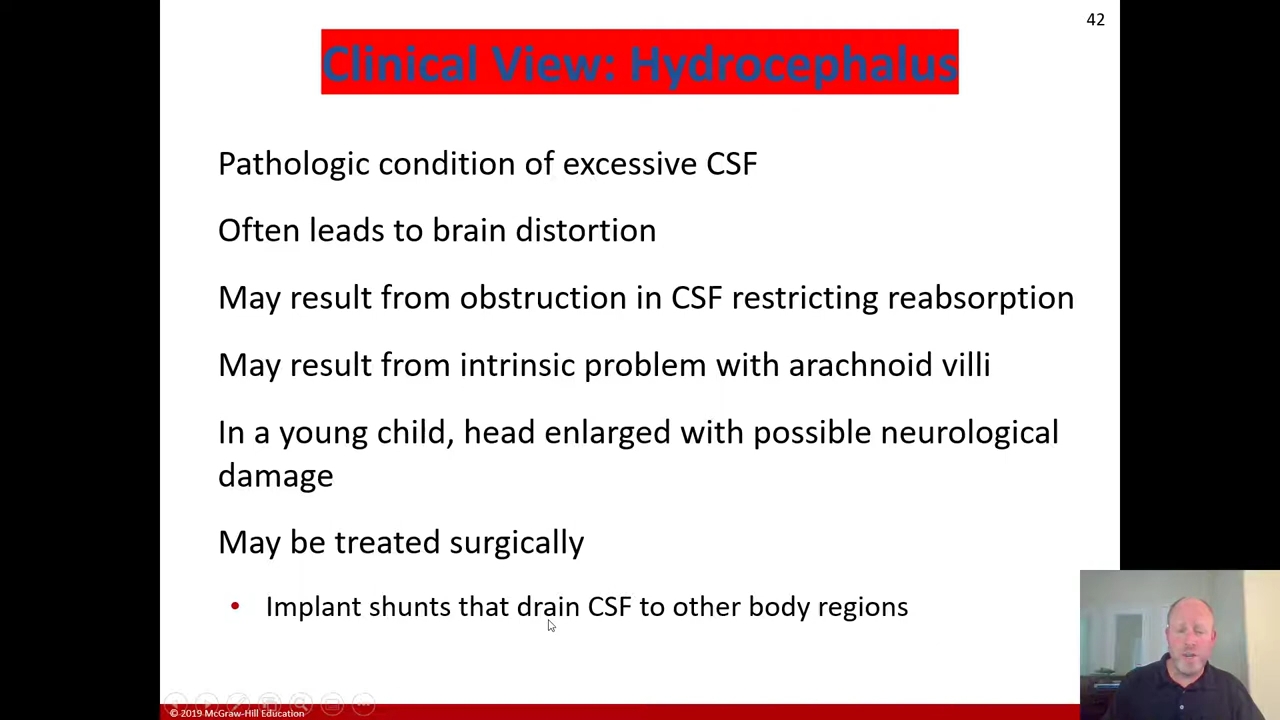 42
Clinical View: Hydrocephalus
Pathologic condition of excessive CSF
Often leads to brain distortion
May result from obstruction in CSF restricting reabsorption
May result from intrinsic problem with arachnoid villi
In a young child, head enlarged with possible neurological
damage
May be treated surgically
• Implant shunts that drain CSF to other body regions
© 2019 McGraw-Hill Education